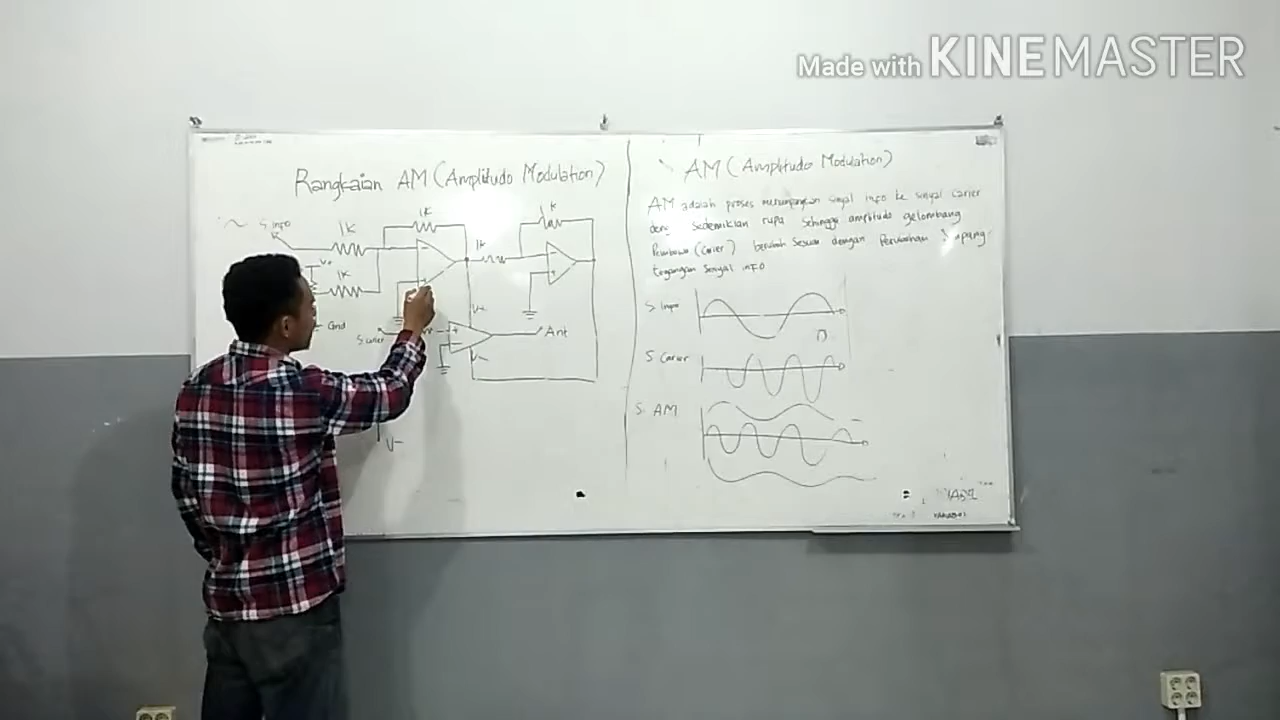 Made with KINEMASTER
Rangkaian AM (Amplitudo Modulation)
S. Info
1K
1K
1K
1K
1K
V+
Gnd
S carier
V+
V-
Ant
V-
AM (Amplitudo Modulation)
AM adalah proses menumpangkan sinyal info ke sinyal carier
dengan sedemikian rupa sehingga amplitudo gelombang
Pembawa (Carier) berubah sesuai dengan Perubahan
tegangan sinyal info
S Info
S Carier
S. AM